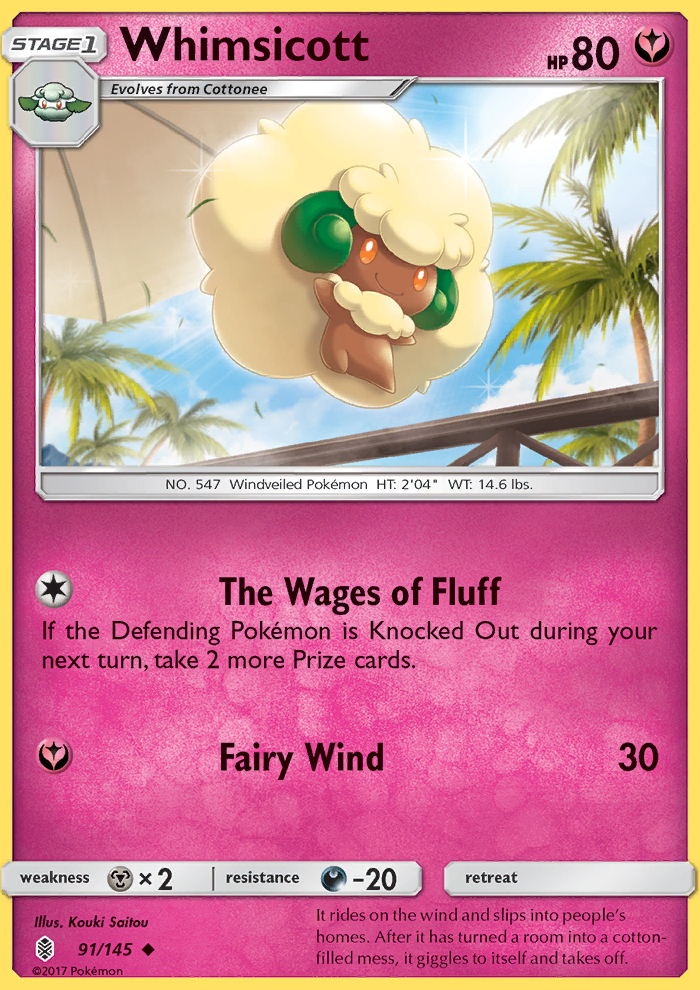 STAGE1 Whimsicott HP80
Evolves from Cottonee
NO. 547 Windveiled Pokémon HT: 2'04" WT: 14.6 lbs.
The Wages of Fluff
If the Defending Pokémon is Knocked Out during your
next turn, take 2 more Prize cards.
Fairy Wind 30
weakness ×2 resistance -20 retreat
Illus. Kouki Saitou
91/145
©2017 Pokémon
It rides on the wind and slips into people's
homes. After it has turned a room into a cotton-
filled mess, it giggles to itself and takes off.